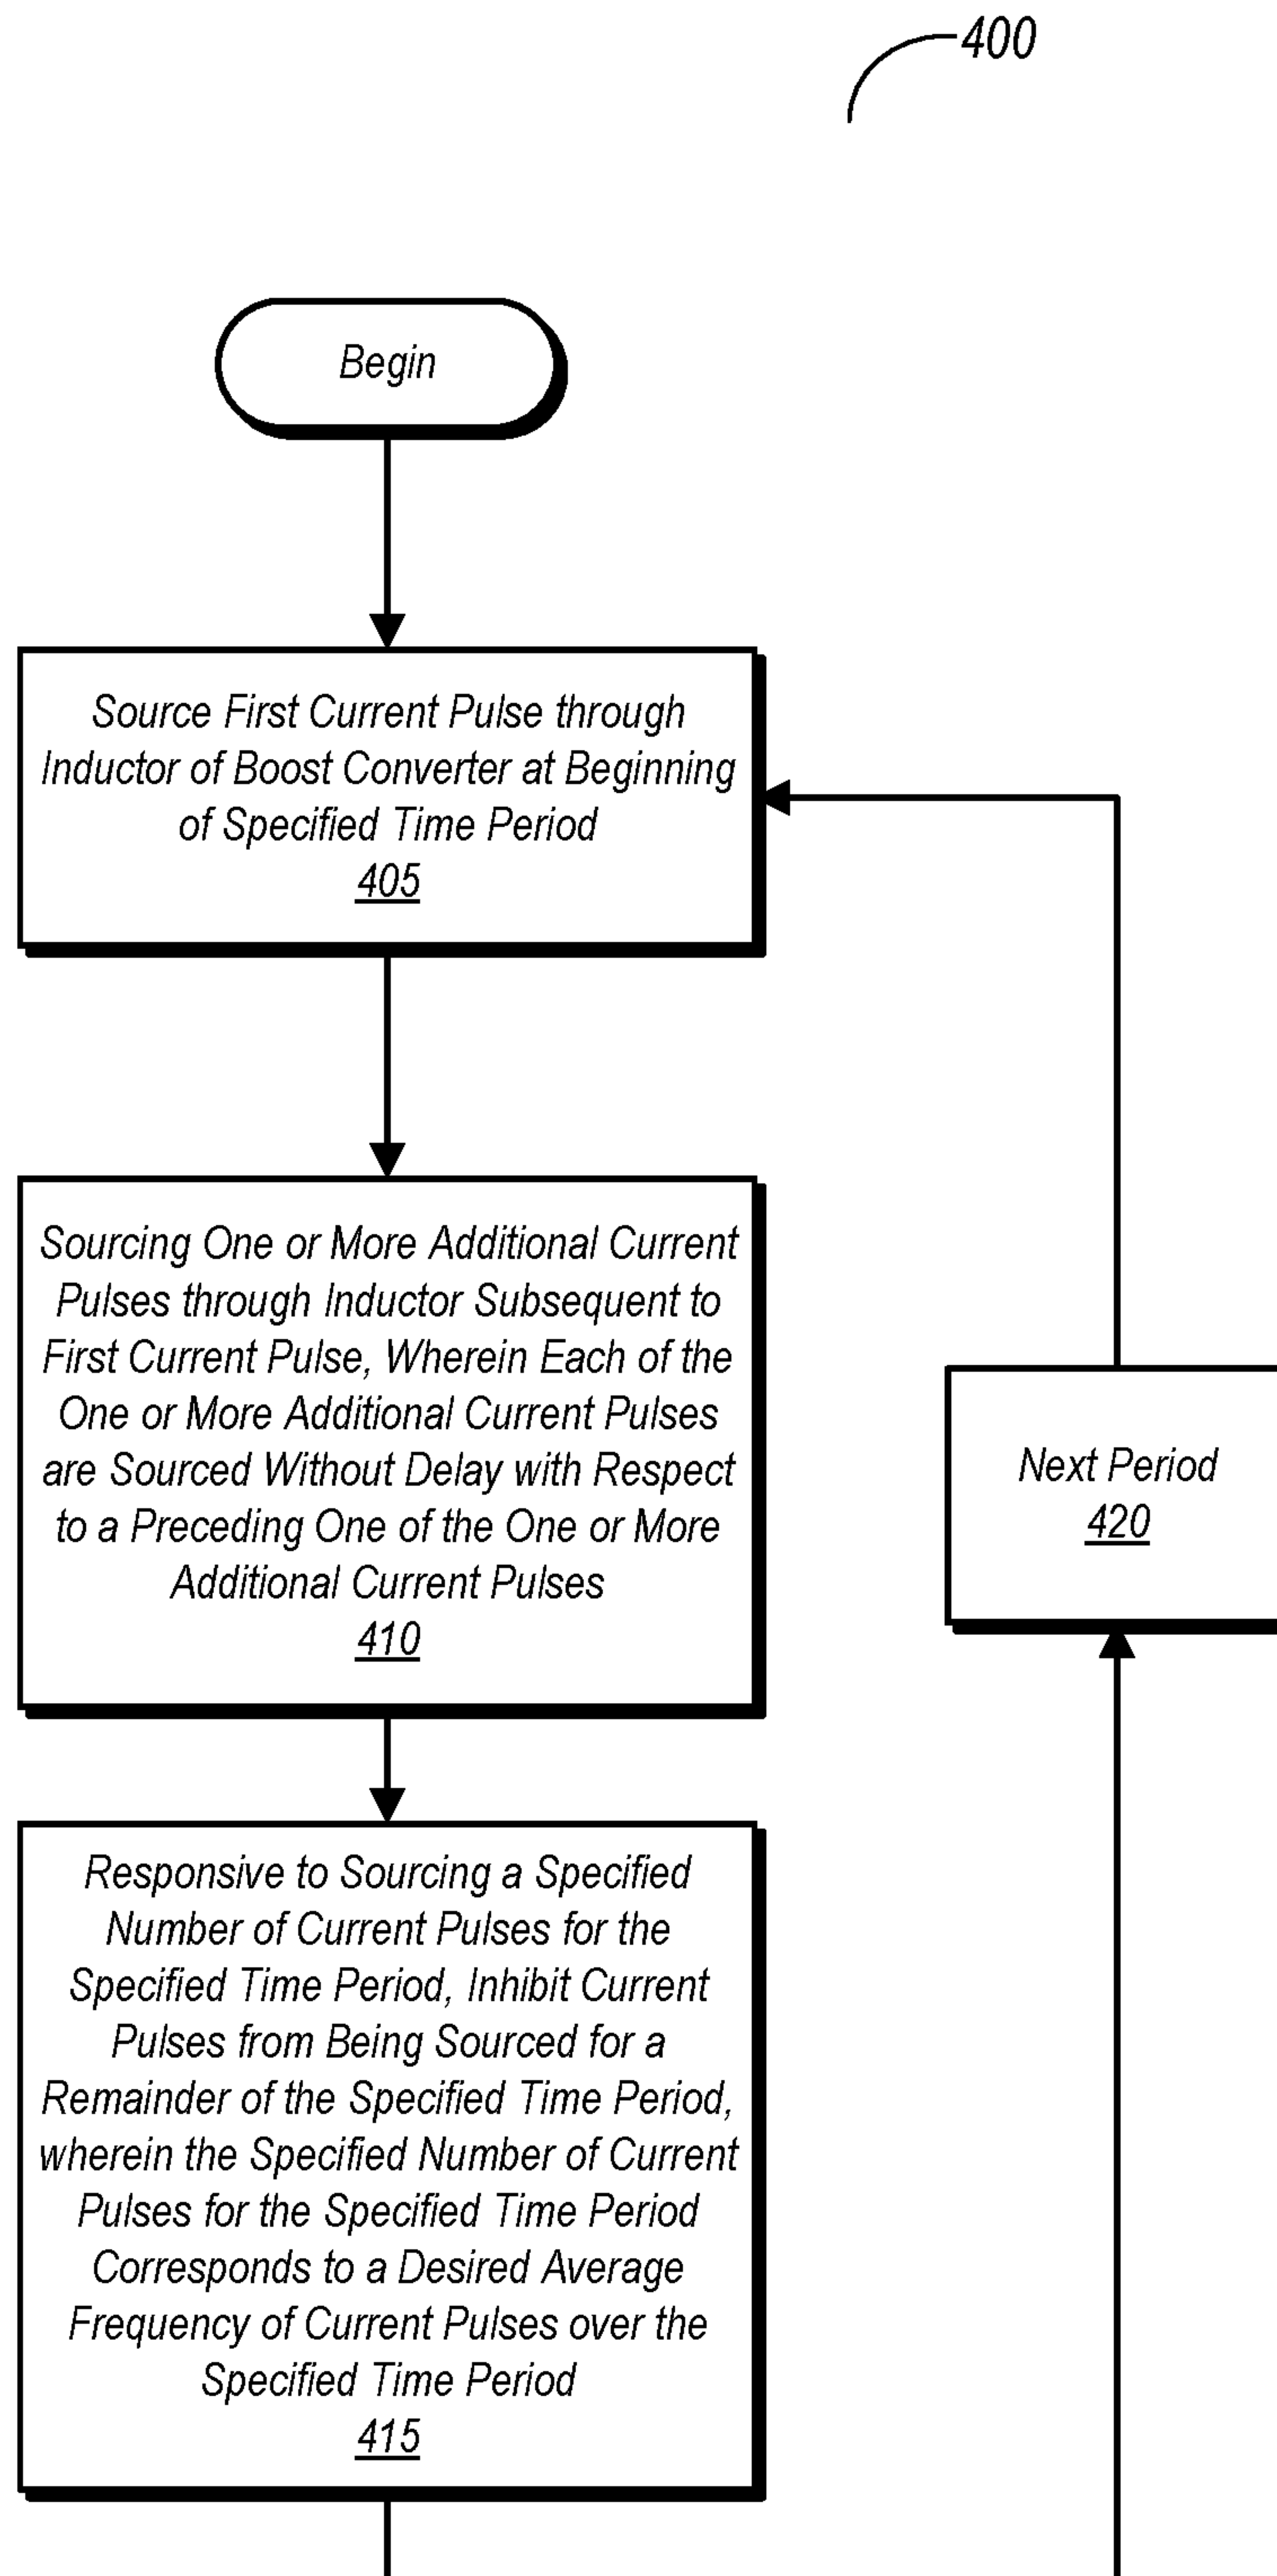 400
Begin
Source First Current Pulse through
Inductor of Boost Converter at Beginning
of Specified Time Period
405
Sourcing One or More Additional Current
Pulses through Inductor Subsequent to
First Current Pulse, Wherein Each of the
One or More Additional Current Pulses
are Sourced Without Delay with Respect
to a Preceding One of the One or More
Additional Current Pulses
410
Next Period
420
Responsive to Sourcing a Specified
Number of Current Pulses for the
Specified Time Period, Inhibit Current
Pulses from Being Sourced for a
Remainder of the Specified Time Period,
wherein the Specified Number of Current
Pulses for the Specified Time Period
Corresponds to a Desired Average
Frequency of Current Pulses over the
Specified Time Period
415